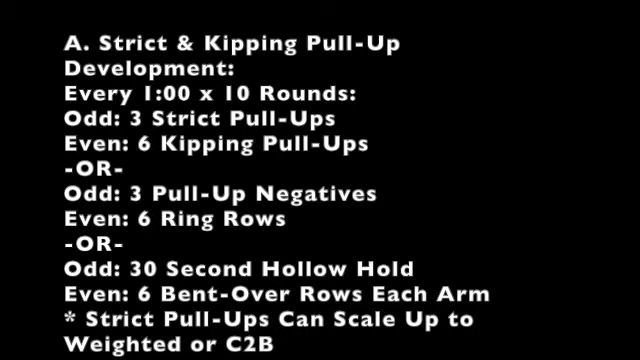 A. Strict & Kipping Pull-Up
Development:
Every 1:00 x 10 Rounds:
Odd: 3 Strict Pull-Ups
Even: 6 Kipping Pull-Ups
-OR-
Odd: 3 Pull-Up Negatives
Even: 6 Ring Rows
-OR-
Odd: 30 Second Hollow Hold
Even: 6 Bent-Over Rows Each Arm
* Strict Pull-Ups Can Scale Up to
Weighted or C2B